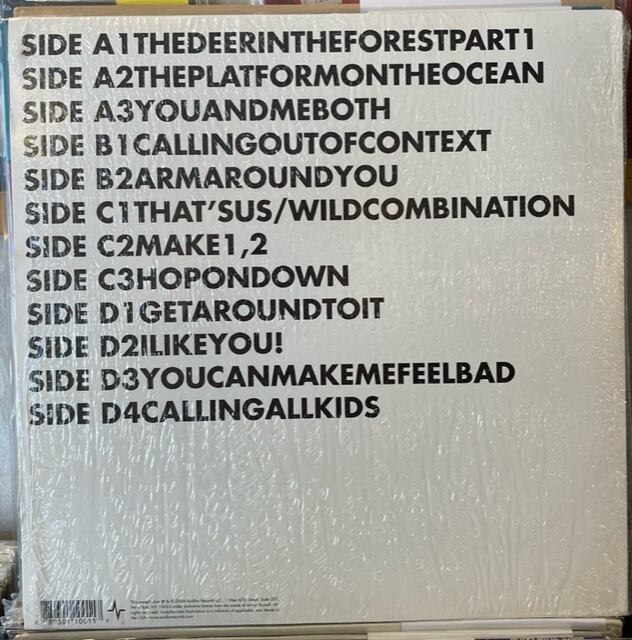 SIDE A1THEDEERINTHEFORESTPART1
SIDE A2THEPLATFORMONTHEOCEAN
SIDE A3YOUANDMEBOTH
SIDE B1CALLINGOUTOFCONTEXT
SIDE B2ARMAROUNDYOU
SIDE C1THAT'SUS/WILDCOMBINATION
SIDE C2MAKE1,2
SIDE C3HOPONDOWN
SIDE D1GETAROUNDTOIT
SIDE D2ILIKEYOU!
SIDE D3YOUCANMAKEMEFEELBAD
SIDE D4CALLINGALLKIDS